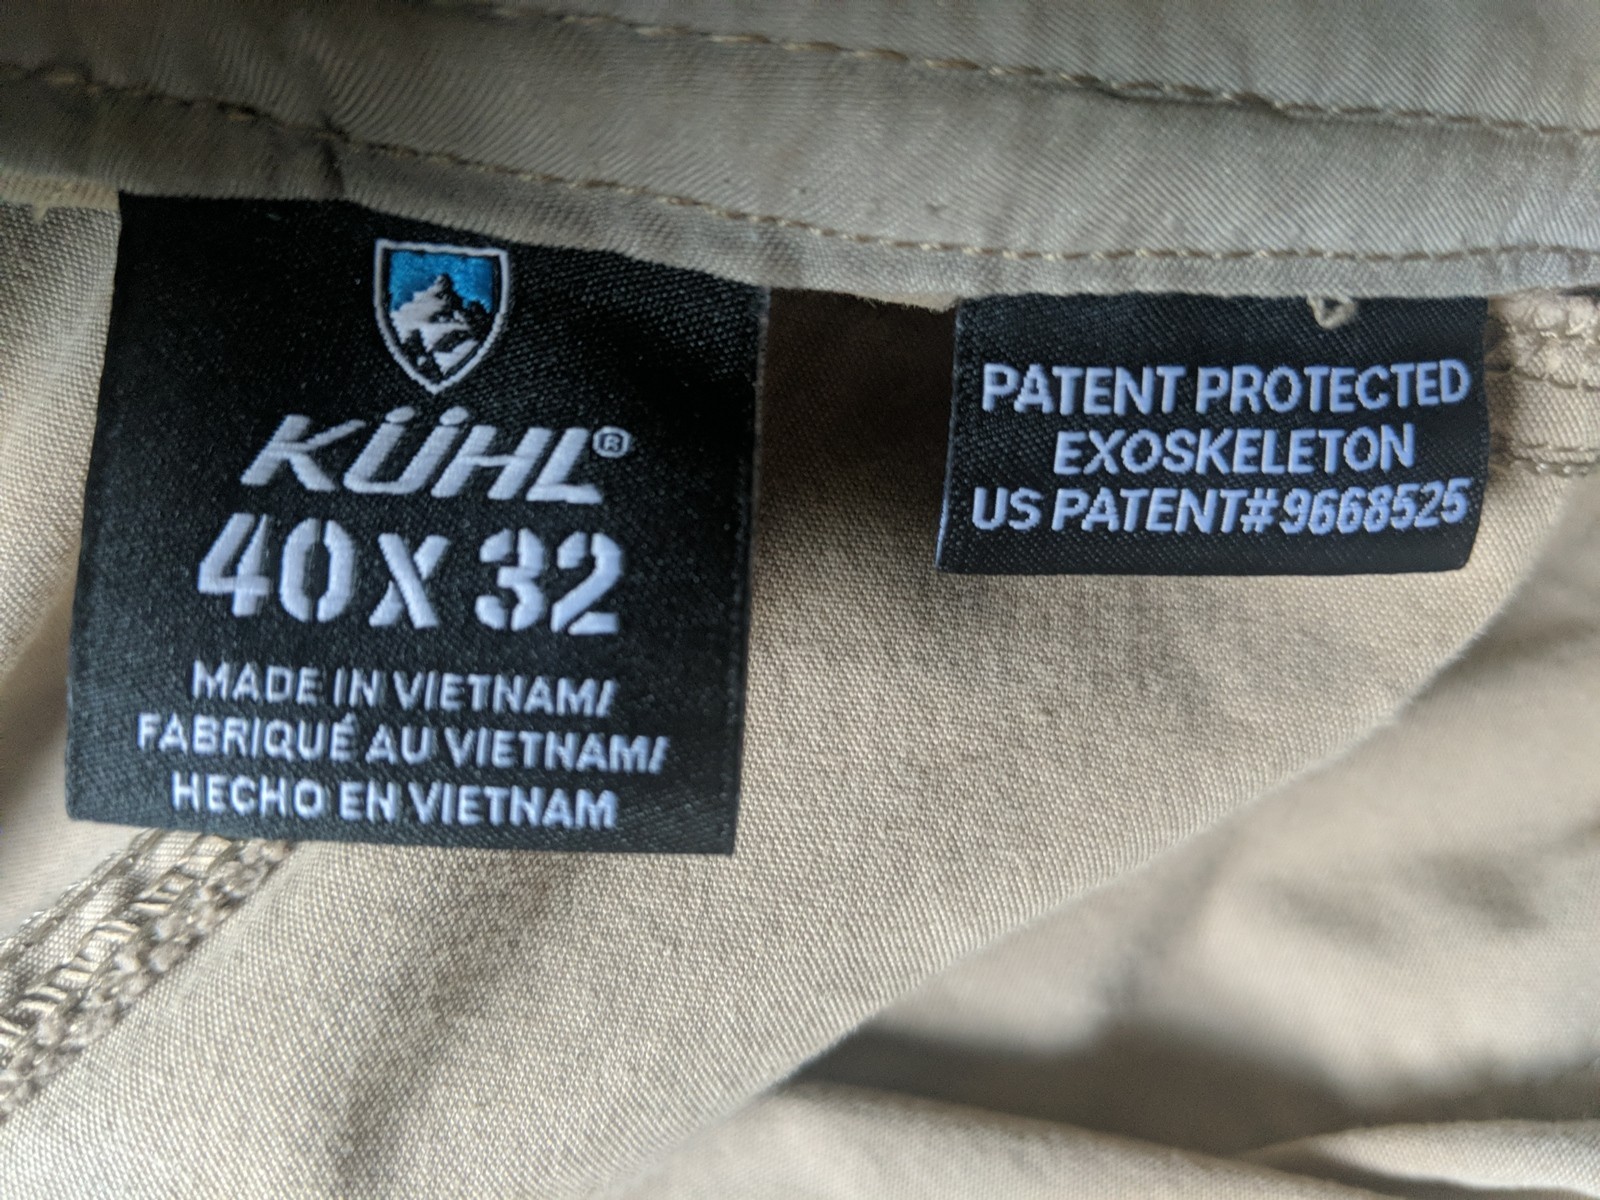 KÜHL®
40 X 32
MADE IN VIETNAM/
FABRIQUÉ AU VIETNAM/
HECHO EN VIETNAM
PATENT PROTECTED
EXOSKELETON
US PATENT#9668525